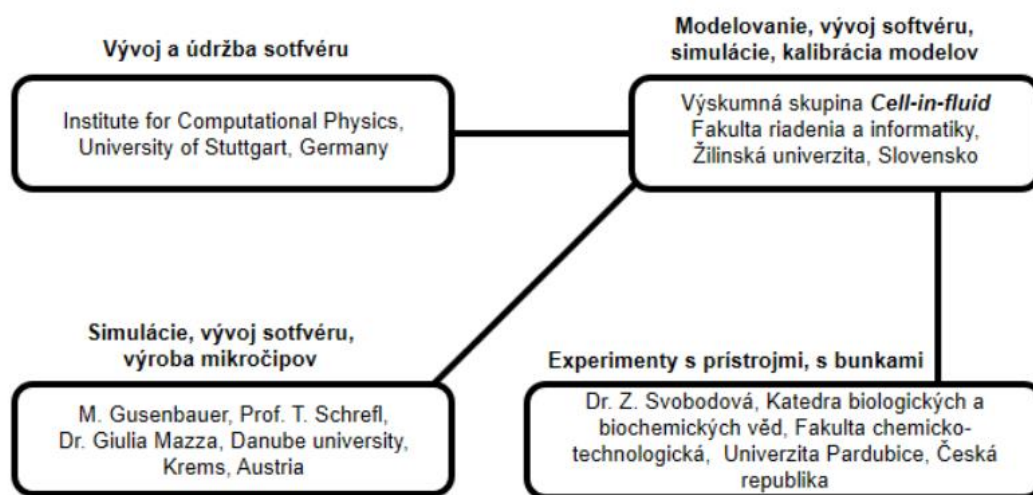 Vývoj a údržba sotfvéru
Institute for Computational Physics,
University of Stuttgart, Germany
Modelovanie, vývoj softvéru,
simulácie, kalibrácia modelov
Výskumná skupina Cell-in-fluid
Fakulta riadenia a informatiky,
Žilinská univerzita, Slovensko
Simulácie, vývoj sotfvéru,
výroba mikročipov
M. Gusenbauer, Prof. T. Schrefl,
Dr. Giulia Mazza, Danube university,
Krems, Austria
Experimenty s prístrojmi, s bunkami
Dr. Z. Svobodová, Katedra biologických a
biochemických věd, Fakulta chemicko-
technologická, Univerzita Pardubice, Česká
republika